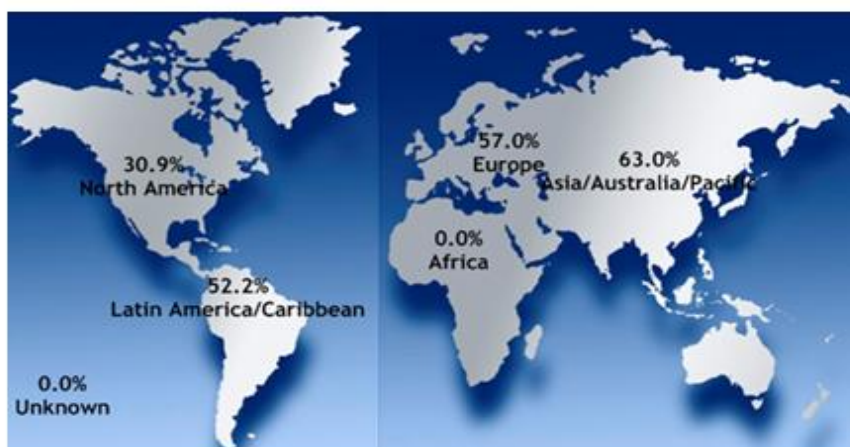 30.9%
North America
57.0%
Europe
63.0%
Asia/Australia/Pacific
0.0%
Africa
52.2%
Latin America/Caribbean
0.0%
Unknown